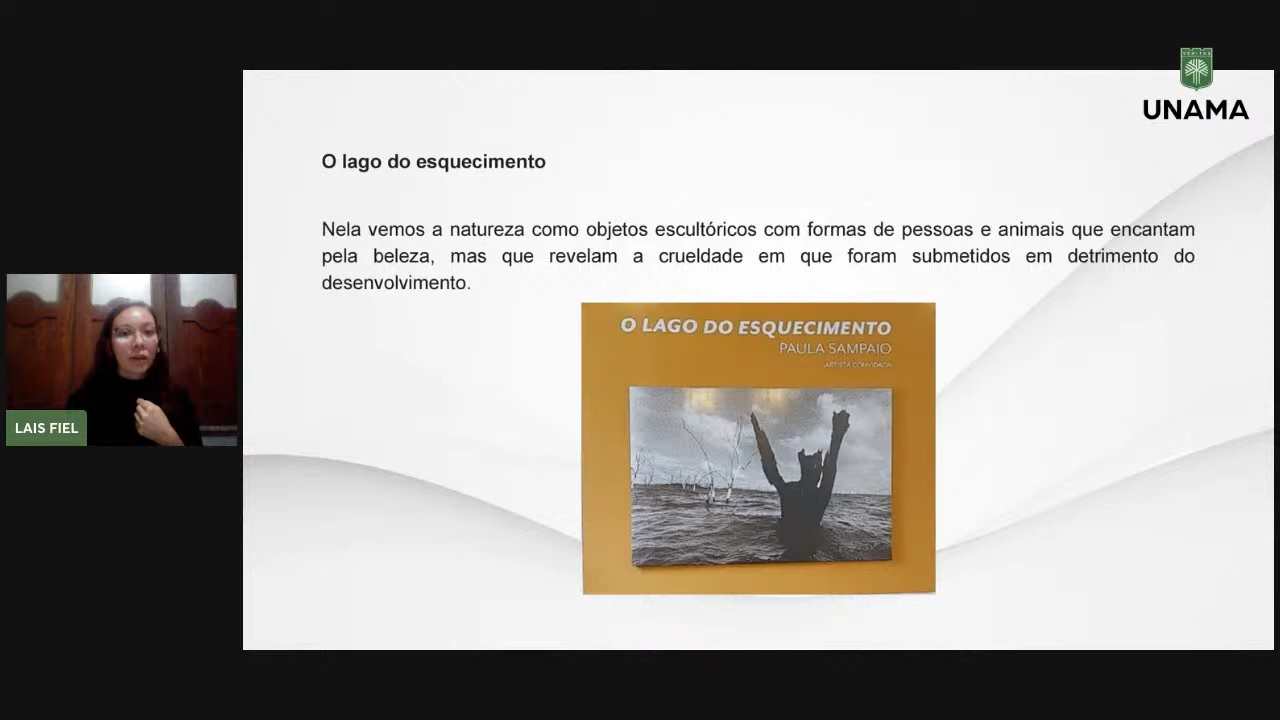 VERITAS
UNAMA
O lago do esquecimento
Nela vemos a natureza como objetos escultóricos com formas de pessoas e animais que encantam
pela beleza, mas que revelam a crueldade em que foram submetidos em detrimento do
desenvolvimento.
O LAGO DO ESQUECIMENTO
PAULA SAMPAIO
ARTISTA CONVIDADA
LAIS FIEL